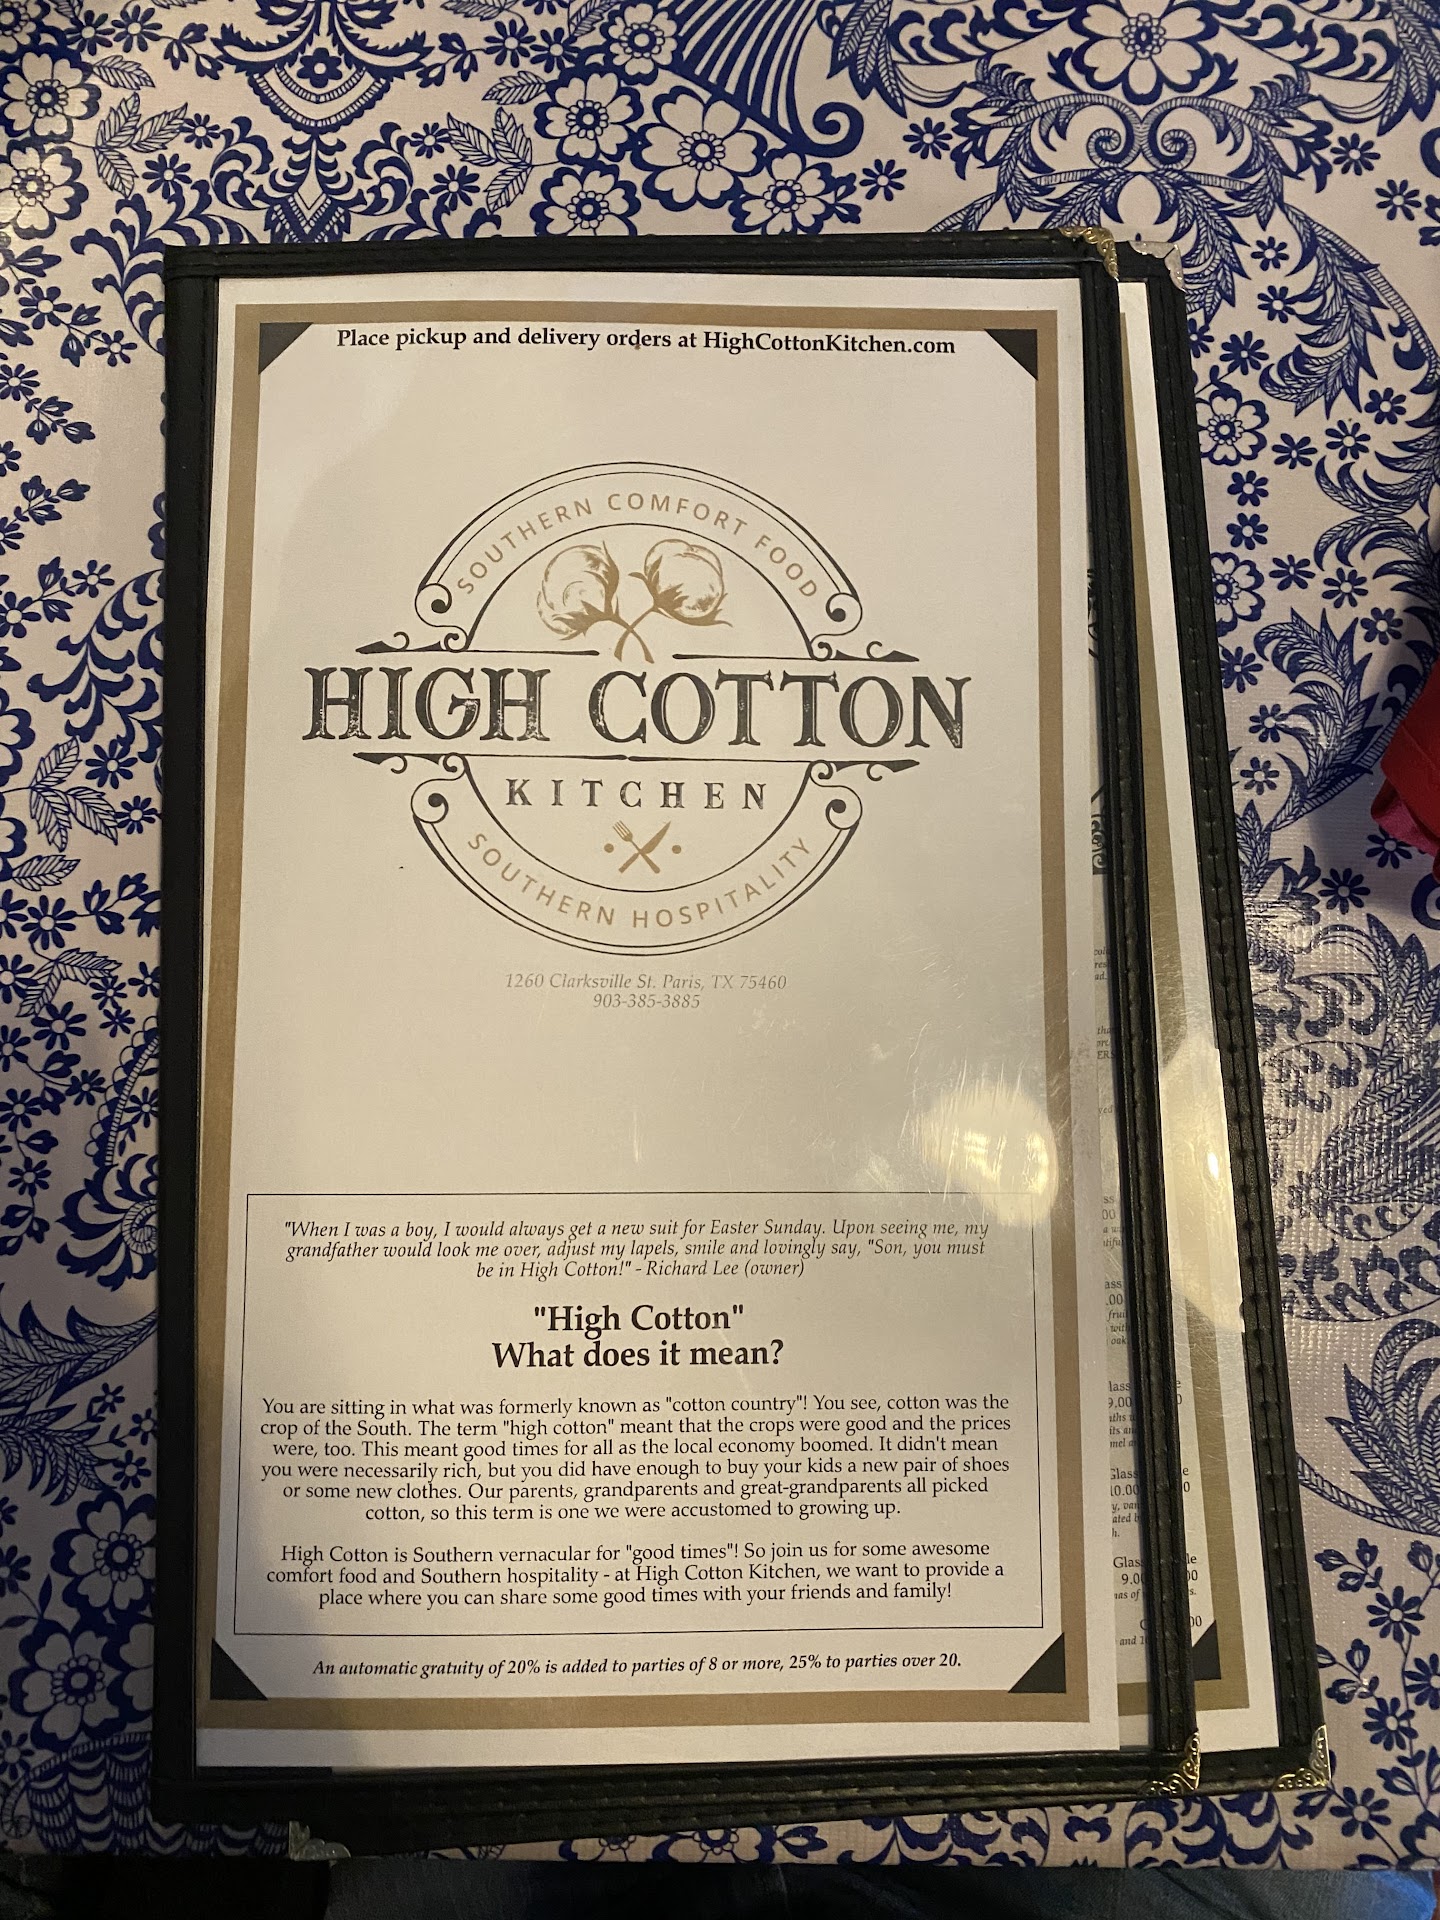 Place pickup and delivery orders at HighCottonKitchen.com
SOUTHERN COMFORT FOOD
HIGH COTTON
KITCHEN
SOUTHERN HOSPITALITY
1260 Clarksville St. Paris, TX 75460
903-385-3885
"When I was a boy, I would always get a new suit for Easter Sunday. Upon seeing me, my
grandfather would look me over, adjust my lapels, smile and lovingly say, "Son, you must
be in High Cotton!" - Richard Lee (owner)
"High Cotton"
What does it mean?
You are sitting in what was formerly known as "cotton country"! You see, cotton was the
crop of the South. The term "high cotton" meant that the crops were good and the prices
were, too. This meant good times for all as the local economy boomed. It didn't mean
you were necessarily rich, but you did have enough to buy your kids a new pair of shoes
or some new clothes. Our parents, grandparents and great-grandparents all picked
cotton, so this term is one we were accustomed to growing up.
High Cotton is Southern vernacular for "good times"! So join us for some awesome
comfort food and Southern hospitality - at High Cotton Kitchen, we want to provide a
place where you can share some good times with your friends and family!
An automatic gratuity of 20% is added to parties of 8 or more, 25% to parties over 20.